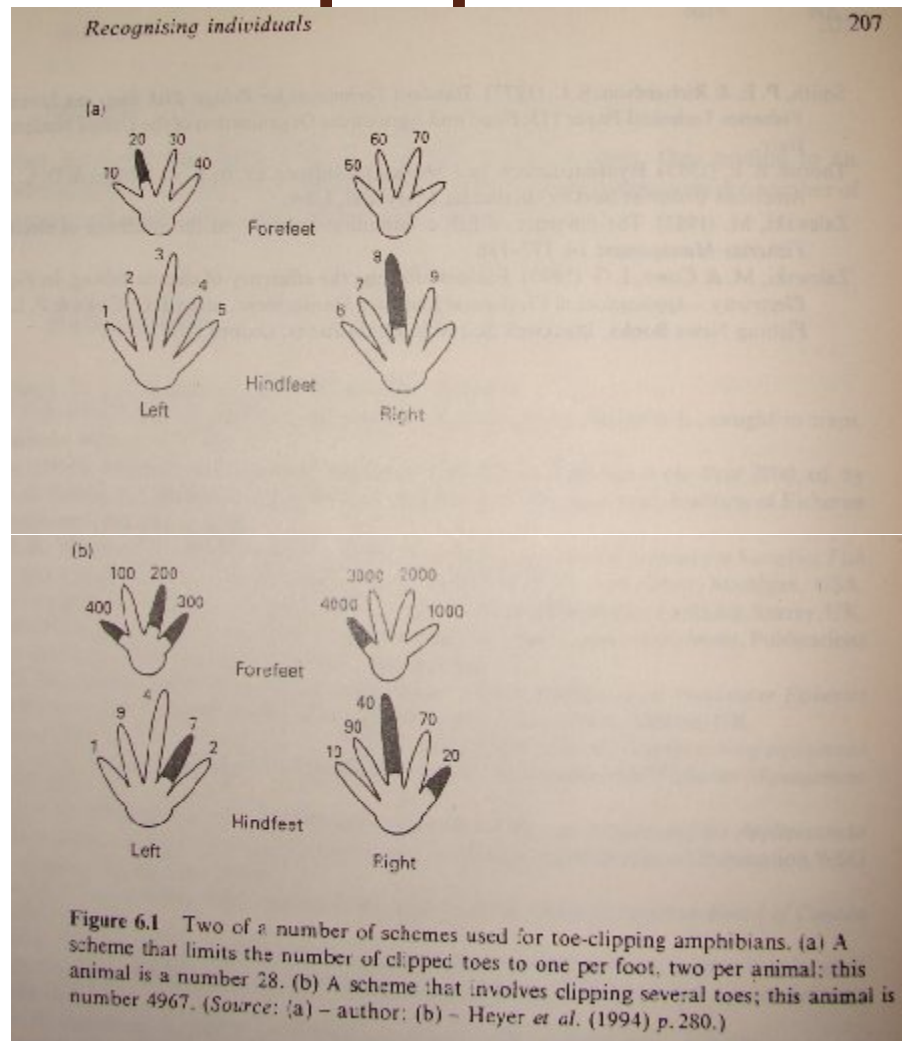 Recognising individuals 207
(a)
20 30 60 70
10 40 50
Forefeet
3 8
2 4 7 9
1 5 6
Hindfeet
Left Right
(b)
100 200 3000 2000
400 300 4000 1000
Forefeet
4 40
9 7 90 70
1 2 10 20
Hindfeet
Left Right
Figure 6.1 Two of a number of schemes used for toe-clipping amphibians. (a) A
scheme that limits the number of clipped toes to one per foot, two per animal; this
animal is a number 28. (b) A scheme that involves clipping several toes; this animal is
number 4967. (Source: (a) – author; (b) – Heyer et al. (1994) p. 280.)